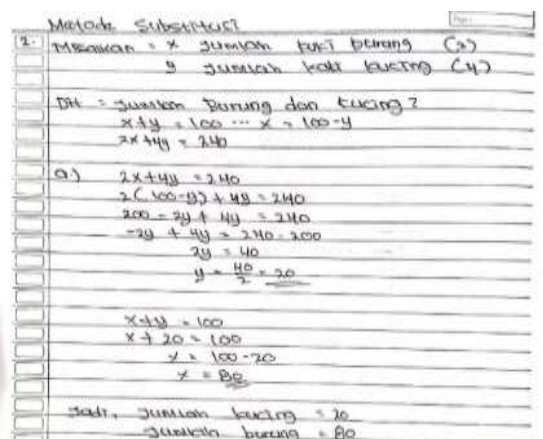 Metode Substitusi
2. Misalkan = x jumlah kaki burung (2)
y jumlah kaki kucing (4)
Dit = Jumlah Burung dan kucing?
x+y = 100 ... x = 100-y
2x+4y = 240
a.) 2x+4y = 240
2(100-y) + 4y = 240
200 - 2y + 4y = 240
-2y + 4y = 240-200
2y = 40
y = 40/2 = 20
x+y = 100
x + 20 = 100
x = 100-20
x = 80
Jadi, Jumlah kucing = 20
Jumlah burung = 80